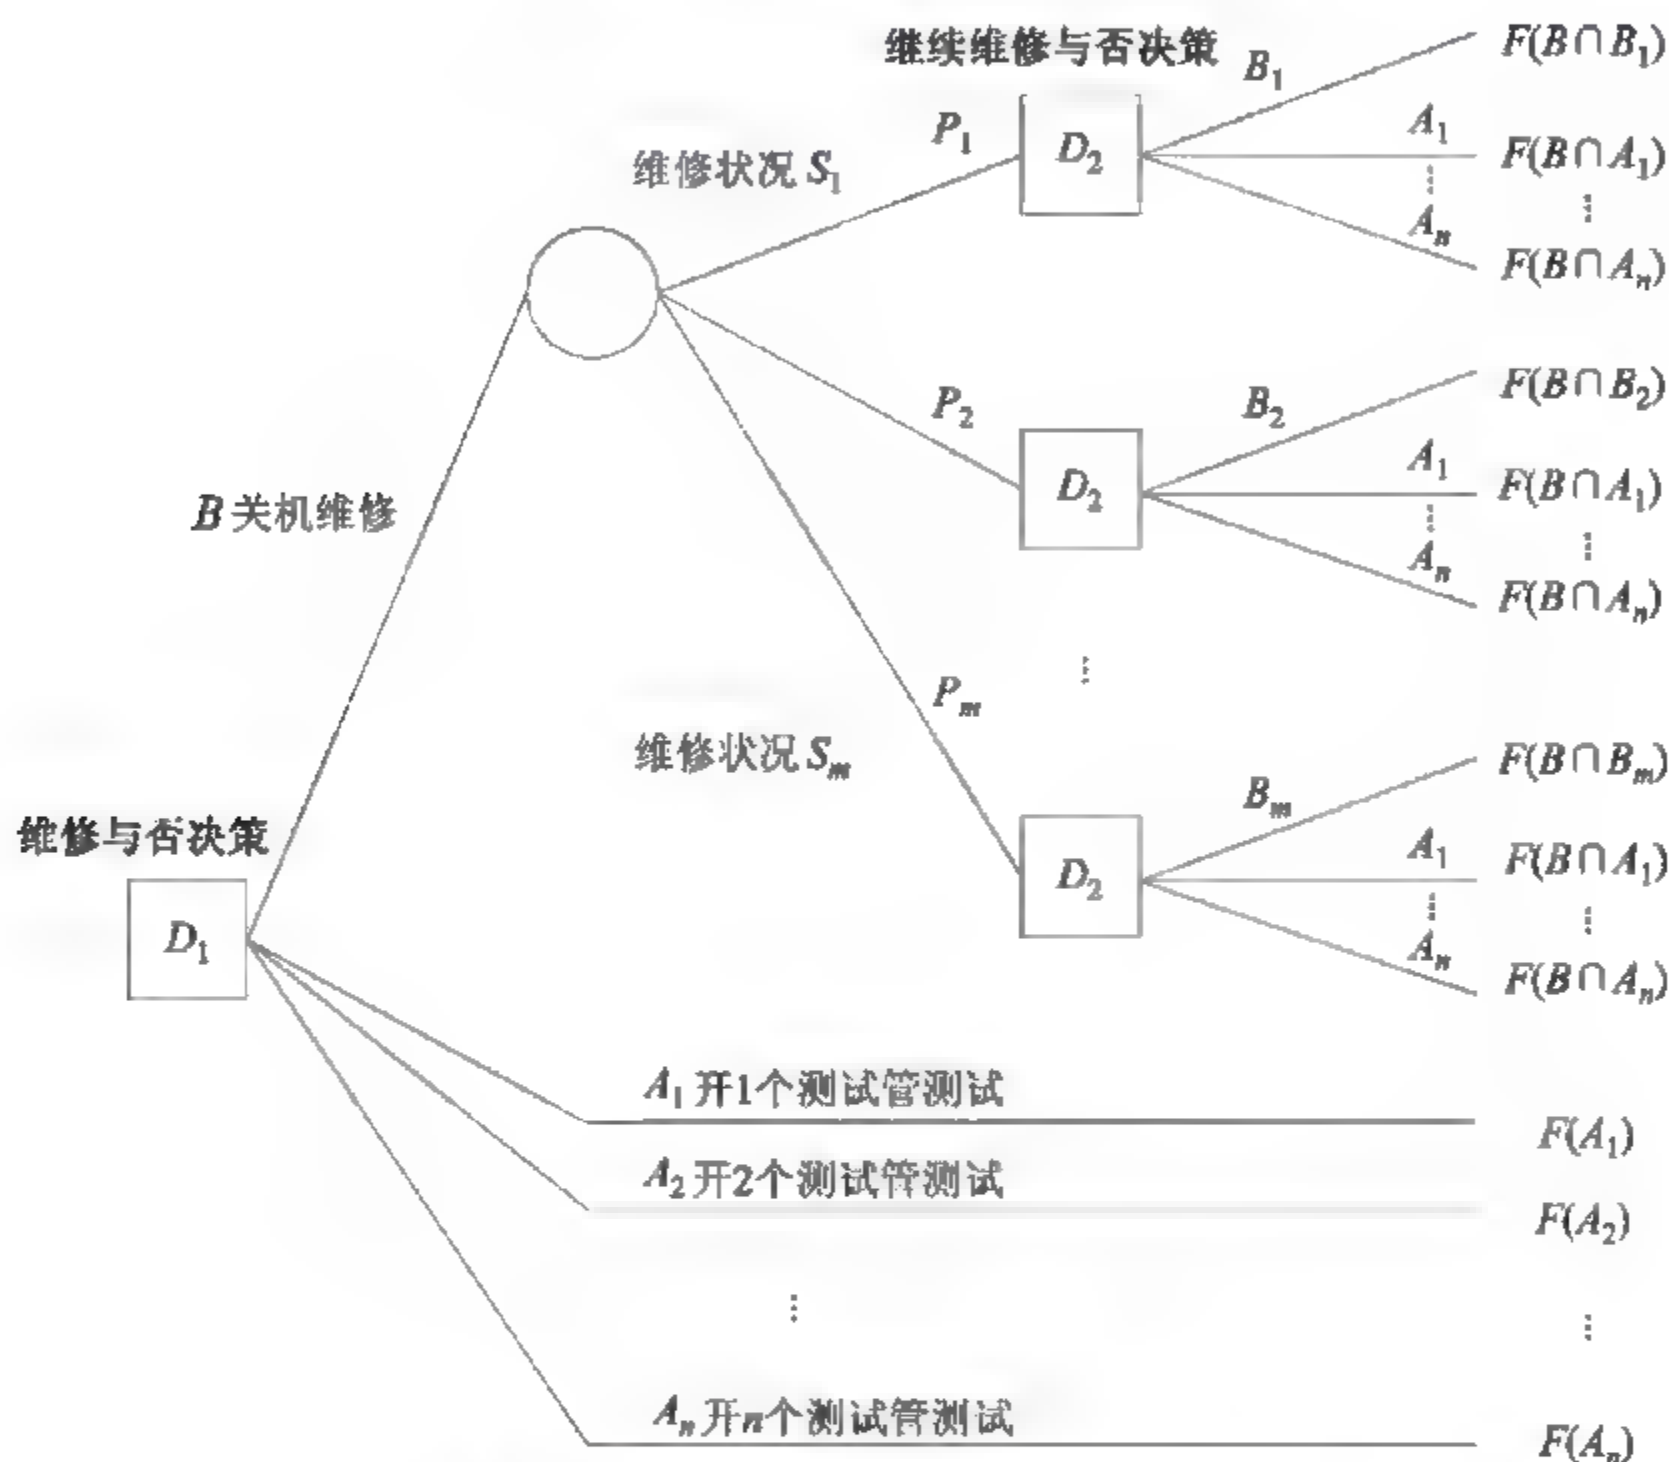 继续维修与否决策
B₁
F(B∩B₁)
P₁
D₂
A₁
F(B∩A₁)
维修状况 S₁
⋮
⋮
Aₙ
F(B∩Aₙ)
P₂
B₂
F(B∩B₂)
D₂
A₁
F(B∩A₁)
⋮
⋮
Aₙ
F(B∩Aₙ)
B 关机维修
⋮
Pₘ
维修状况 Sₘ
Bₘ
F(B∩Bₘ)
D₂
A₁
F(B∩A₁)
⋮
⋮
Aₙ
F(B∩Aₙ)
维修与否决策
D₁
A₁ 开1个测试管测试
F(A₁)
A₂ 开2个测试管测试
F(A₂)
⋮
⋮
Aₙ 开n个测试管测试
F(Aₙ)